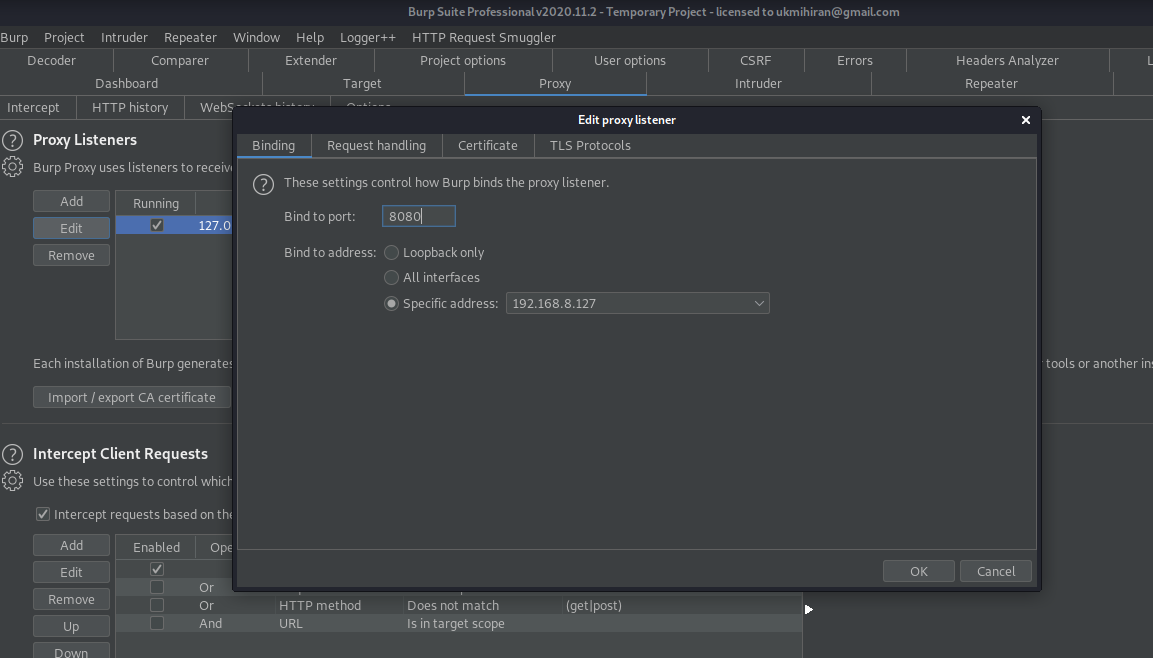 Burp Suite Professional v2020.11.2 - Temporary Project - licensed to ukmihiran@gmail.com
Burp Project Intruder Repeater Window Help Logger++ HTTP Request Smuggler
Decoder Comparer Extender Project options User options CSRF Errors Headers Analyzer
Dashboard Target Proxy Intruder Repeater
Intercept HTTP history WebSockets history Options
Edit proxy listener
Proxy Listeners
Binding Request handling Certificate TLS Protocols
Burp Proxy uses listeners to receive
These settings control how Burp binds the proxy listener.
Add Running
Bind to port: 8080
Edit 127.0
Remove
Bind to address: Loopback only
All interfaces
Specific address: 192.168.8.127
Each installation of Burp generates
tools or another ins
Import / export CA certificate
Intercept Client Requests
Use these settings to control which
Intercept requests based on the
Add Enabled Ope
Edit
OK Cancel
Or
Remove Or HTTP method Does not match (get|post)
Up And URL Is in target scope
Down